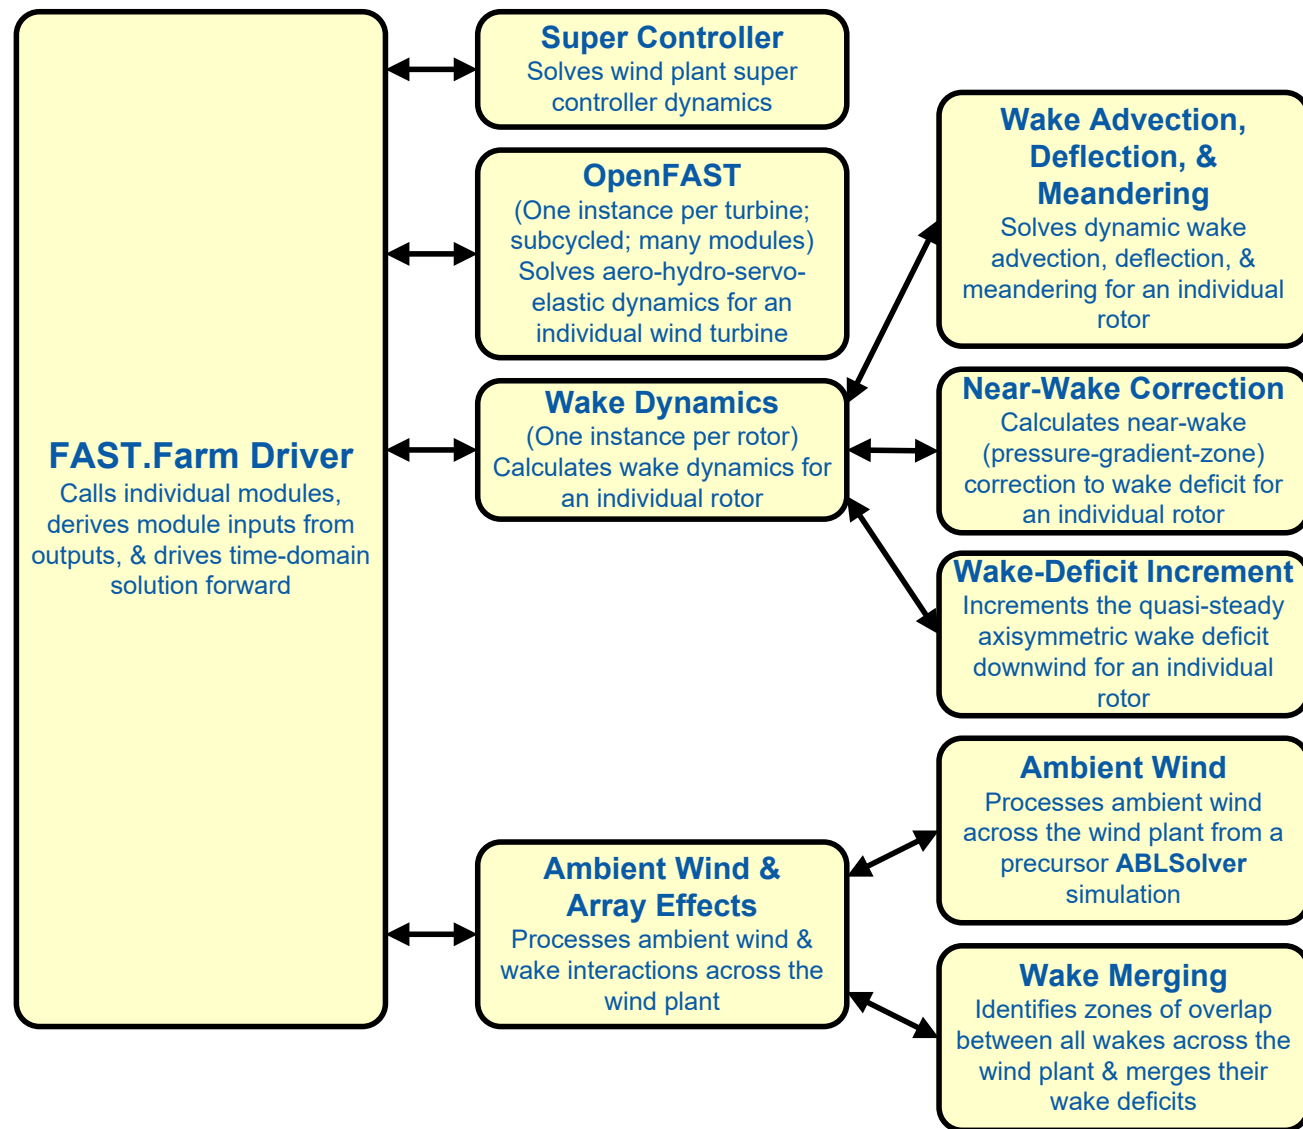 FAST.Farm Driver
Calls individual modules,
derives module inputs from
outputs, & drives time-domain
solution forward
Super Controller
Solves wind plant super
controller dynamics
OpenFAST
(One instance per turbine;
subcycled; many modules)
Solves aero-hydro-servo-
elastic dynamics for an
individual wind turbine
Wake Dynamics
(One instance per rotor)
Calculates wake dynamics for
an individual rotor
Ambient Wind &
Array Effects
Processes ambient wind &
wake interactions across the
wind plant
Wake Advection,
Deflection, &
Meandering
Solves dynamic wake
advection, deflection, &
meandering for an individual
rotor
Near-Wake Correction
Calculates near-wake
(pressure-gradient-zone)
correction to wake deficit for
an individual rotor
Wake-Deficit Increment
Increments the quasi-steady
axisymmetric wake deficit
downwind for an individual
rotor
Ambient Wind
Processes ambient wind
across the wind plant from a
precursor ABLSolver
simulation
Wake Merging
Identifies zones of overlap
between all wakes across the
wind plant & merges their
wake deficits